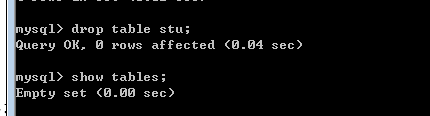 mysql> drop table stu;
Query OK, 0 rows affected (0.04 sec)
mysql> show tables;
Empty set (0.00 sec)